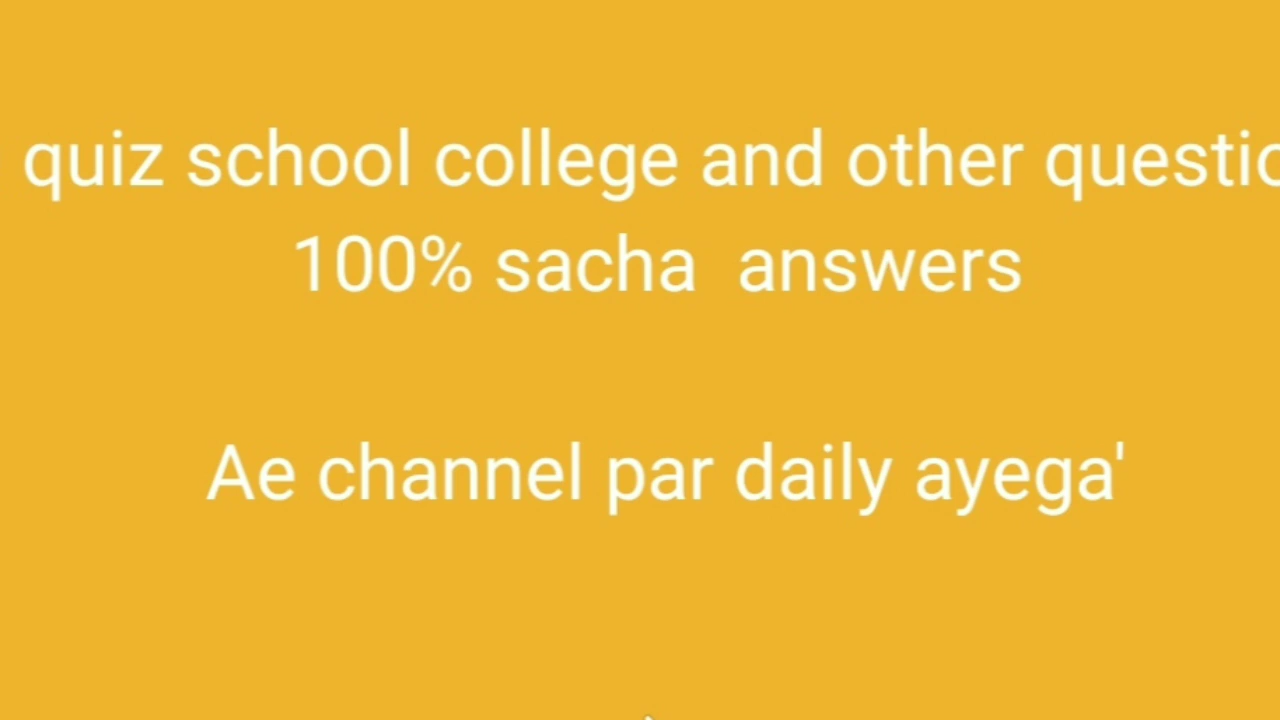 quiz school college and other questio
100% sacha answers
Ae channel par daily ayega'